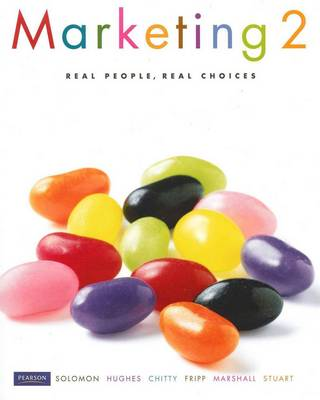 Marketing 2
REAL PEOPLE, REAL CHOICES
PEARSON
SOLOMON HUGHES CHITTY FRIPP MARSHALL STUART